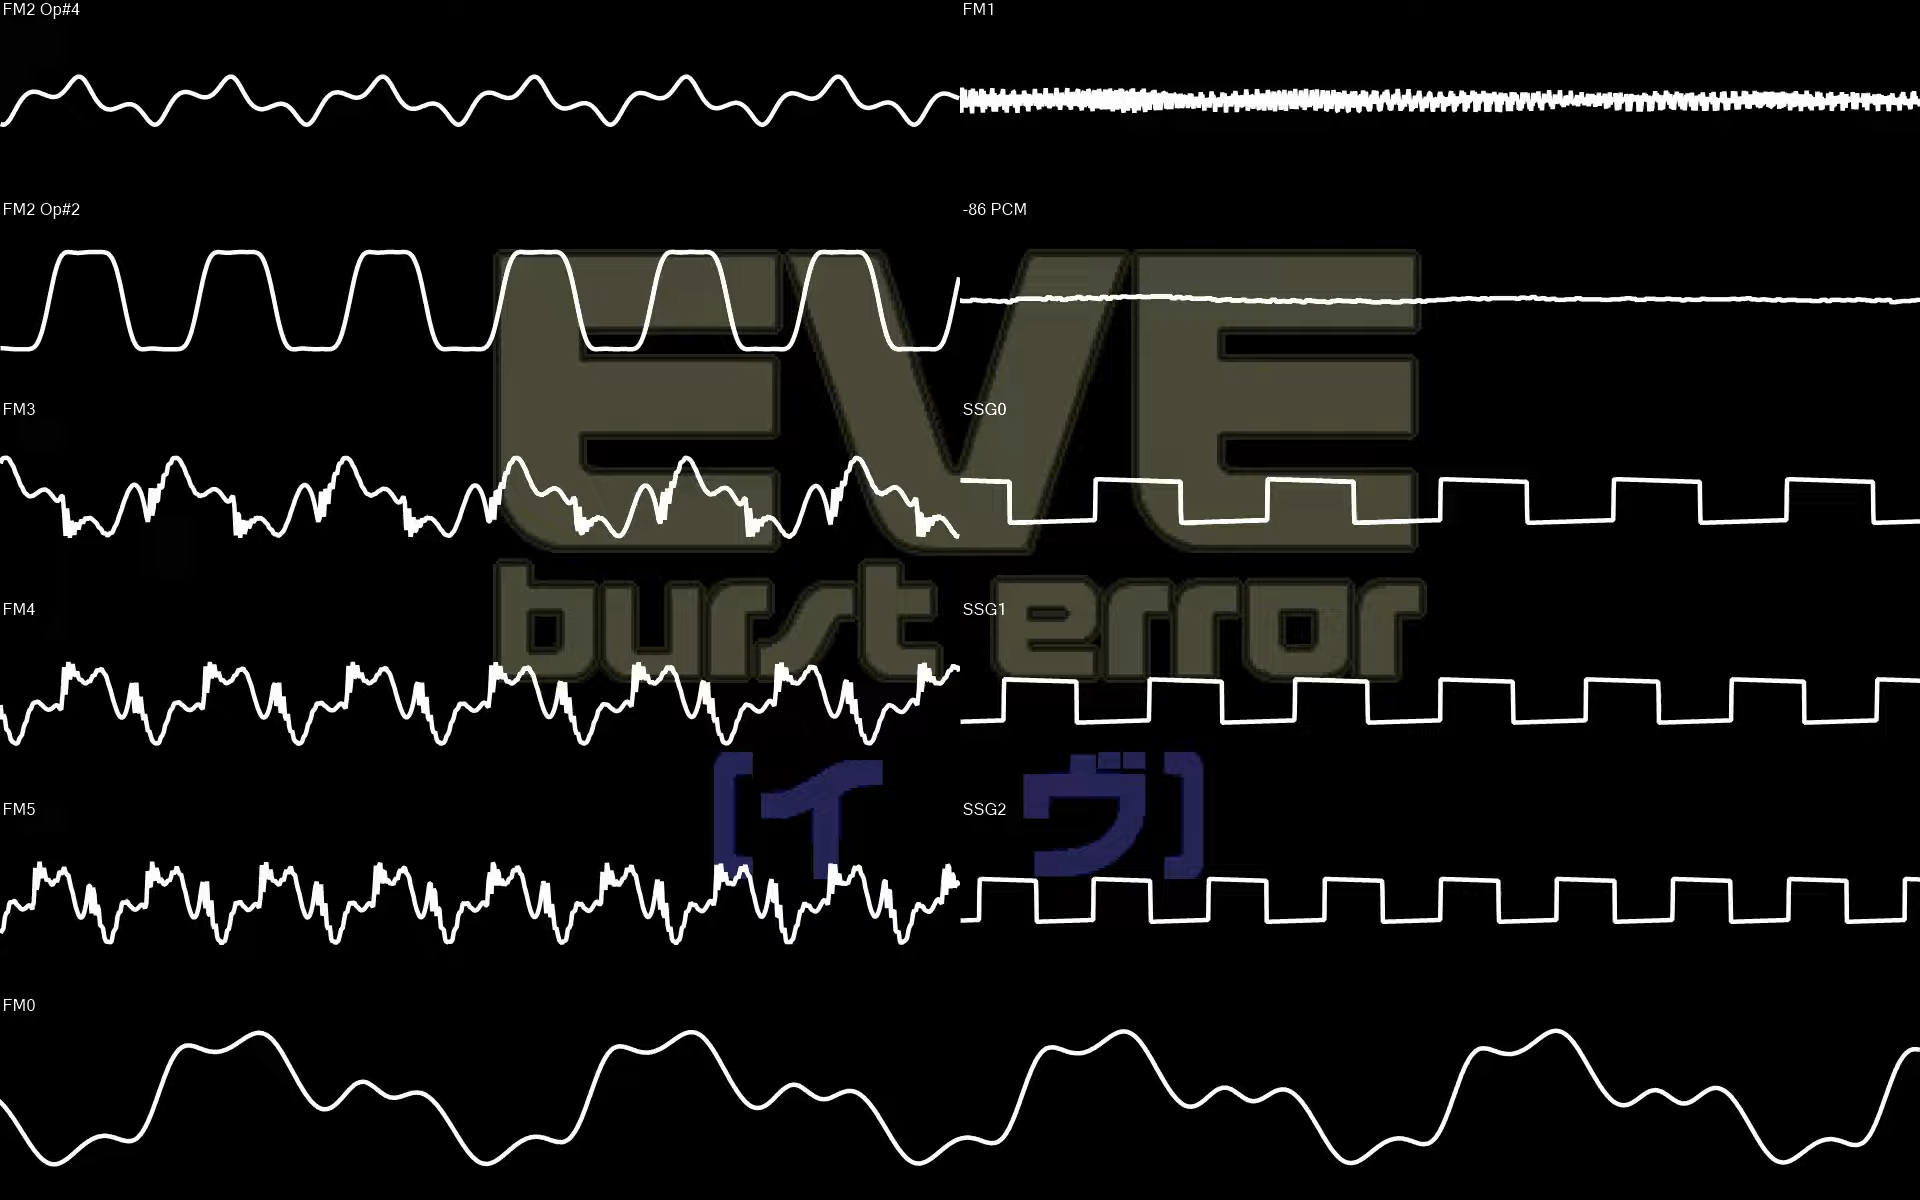 FM2 Op#4
FM1
FM2 Op#2
-86 PCM
EVE
FM3
SSG0
burst error
FM4
SSG1
[イヴ]
FM5
SSG2
FM0